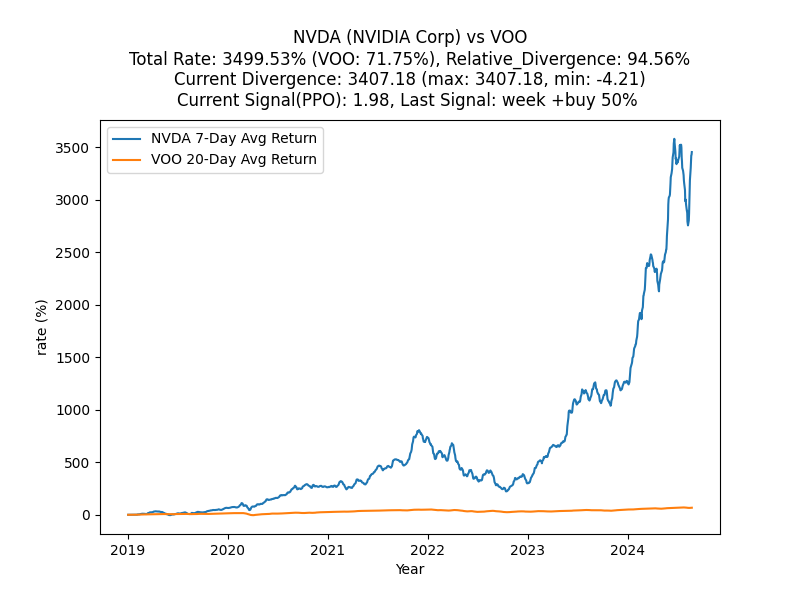 NVDA (NVIDIA Corp) vs VOO
Total Rate: 3499.53% (VOO: 71.75%), Relative_Divergence: 94.56%
Current Divergence: 3407.18 (max: 3407.18, min: -4.21)
Current Signal(PPO): 1.98, Last Signal: week +buy 50%
NVDA 7-Day Avg Return
VOO 20-Day Avg Return
3500
3000
2500
2000
1500
1000
500
0
rate (%)
2019 2020 2021 2022 2023 2024
Year